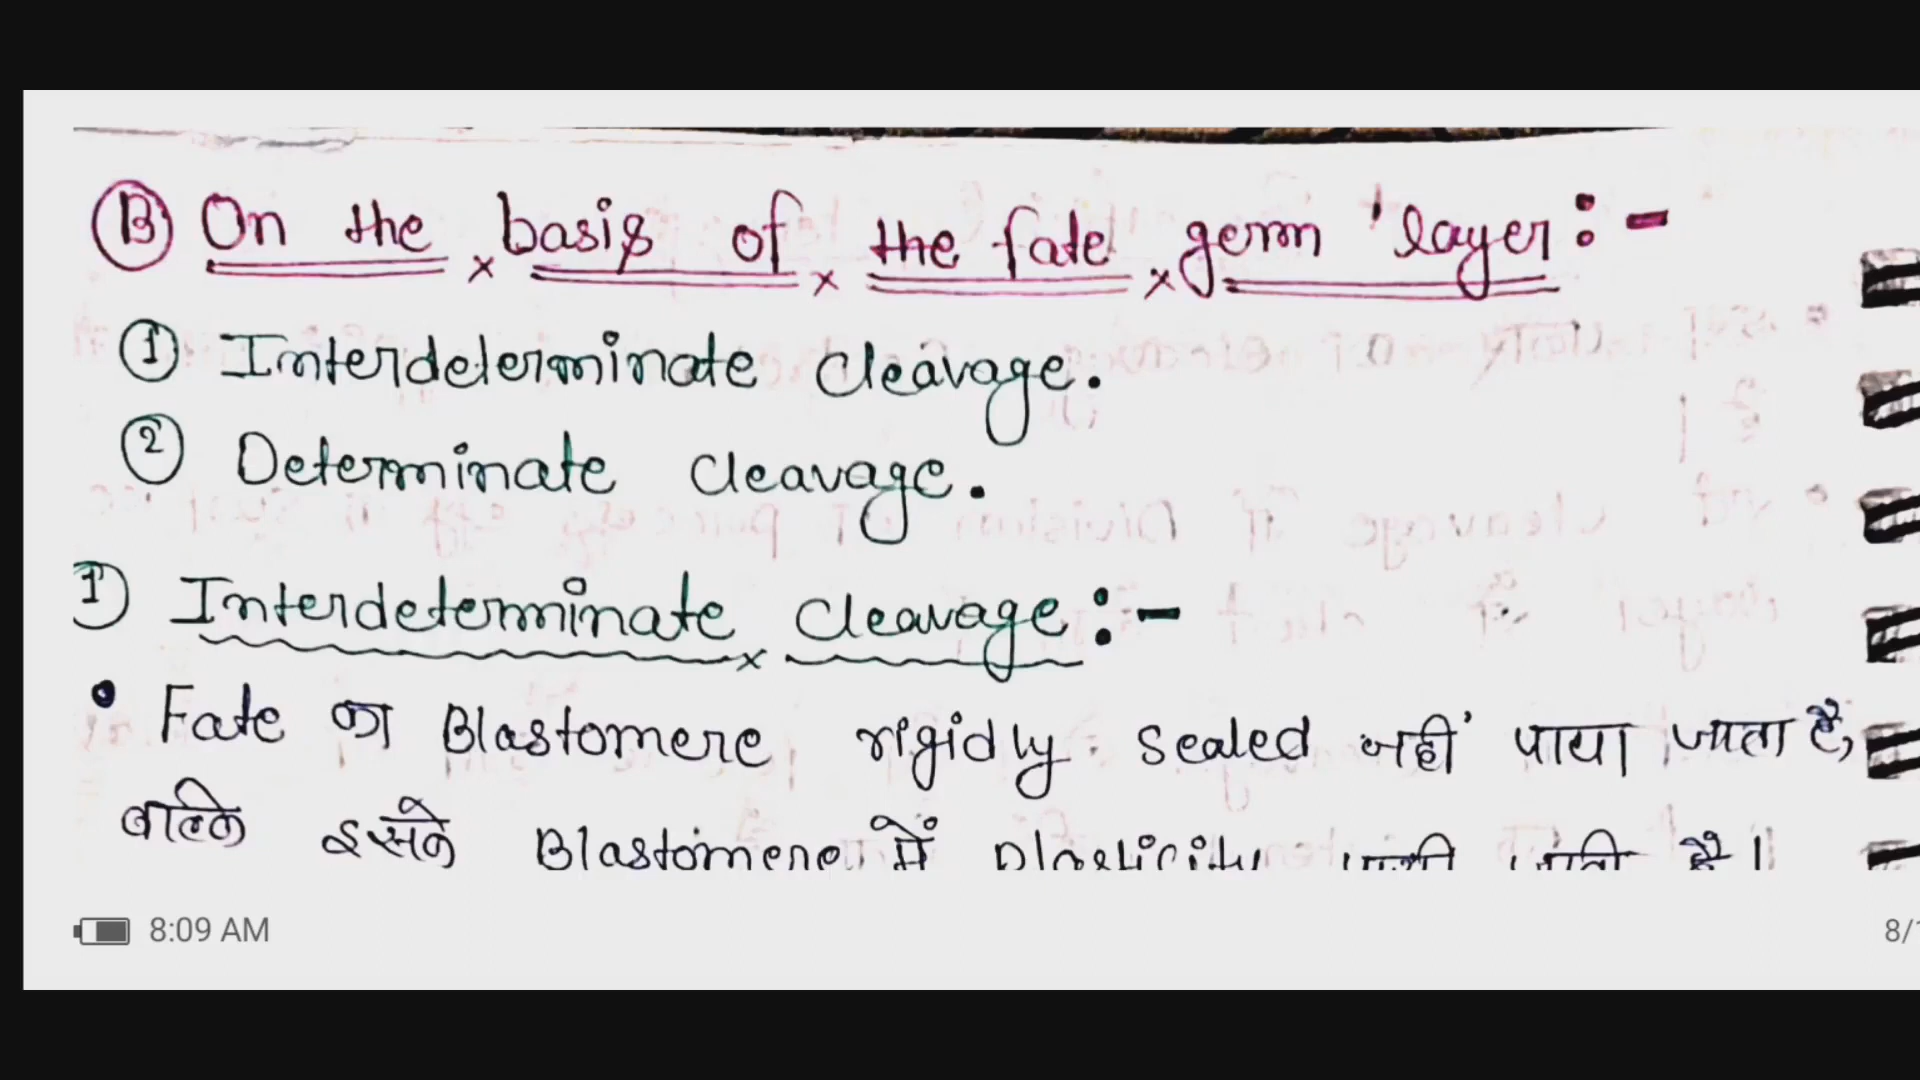 Ⓑ On the basis of the fate germ layer :-
① Interdeterminate cleavage.
② Determinate cleavage.
1) Interdeterminate cleavage :-
• Fate का Blastomere rigidly sealed नहीं पाया जाता है,
बल्कि इसके Blastomere में plasticity है।
8:09 AM